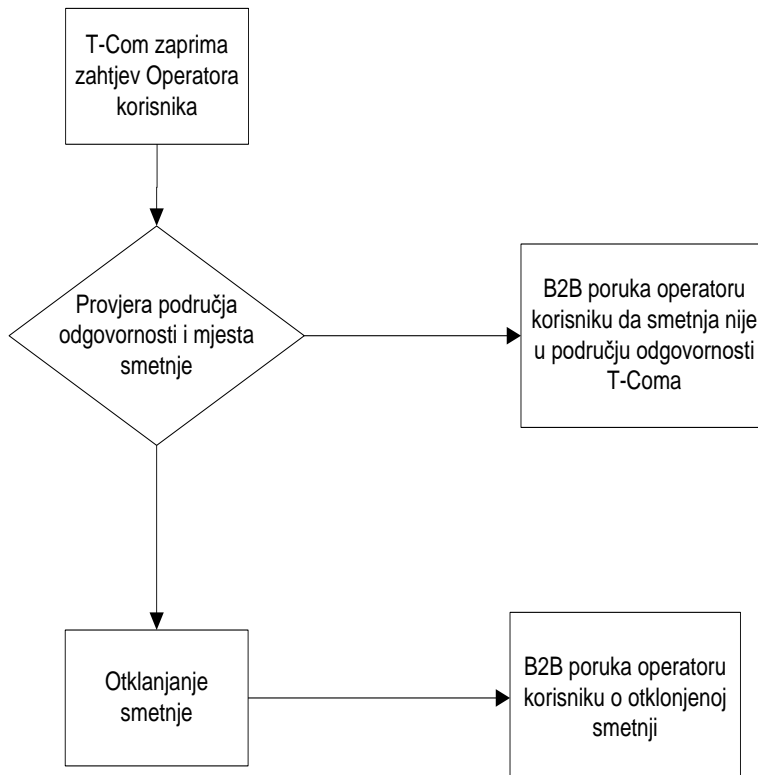 T-Com zaprima
zahtjev Operatora
korisnika
Provjera područja
odgovornosti i mjesta
smetnje
B2B poruka operatoru
korisniku da smetnja nije
u području odgovornosti
T-Coma
Otklanjanje
smetnje
B2B poruka operatoru
korisniku o otklonjenoj
smetnji